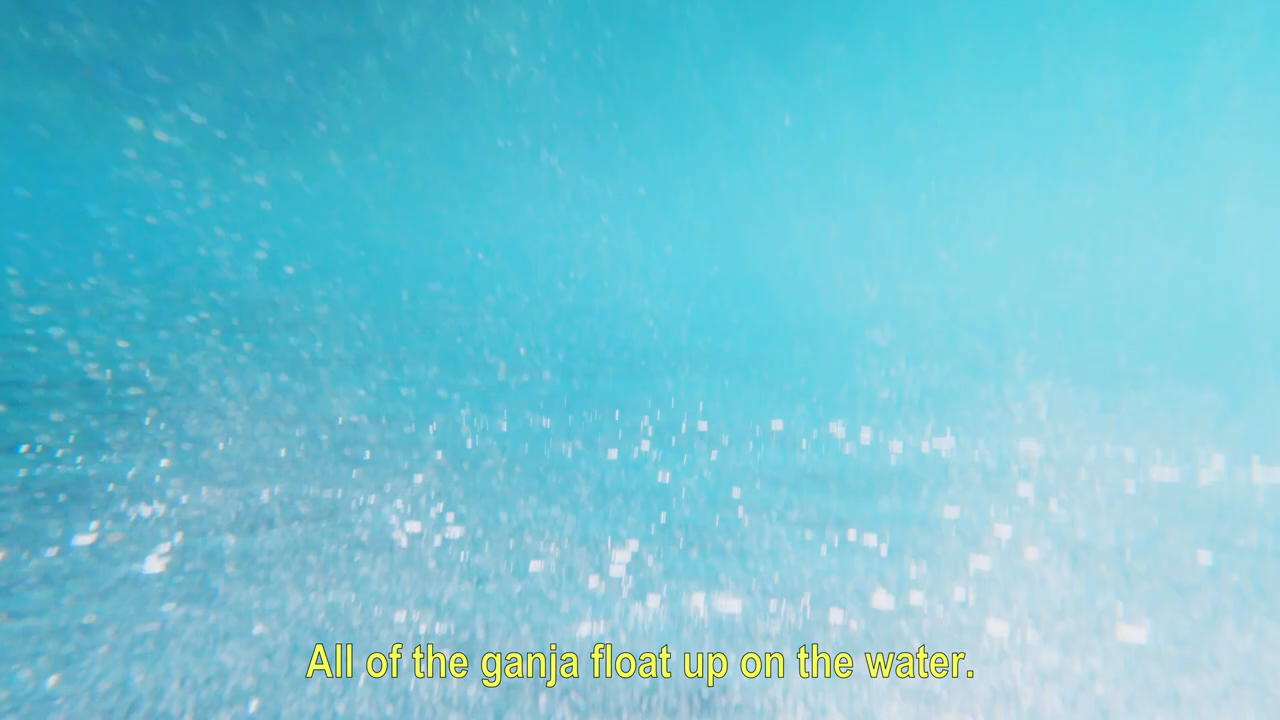 All of the ganja float up on the water.